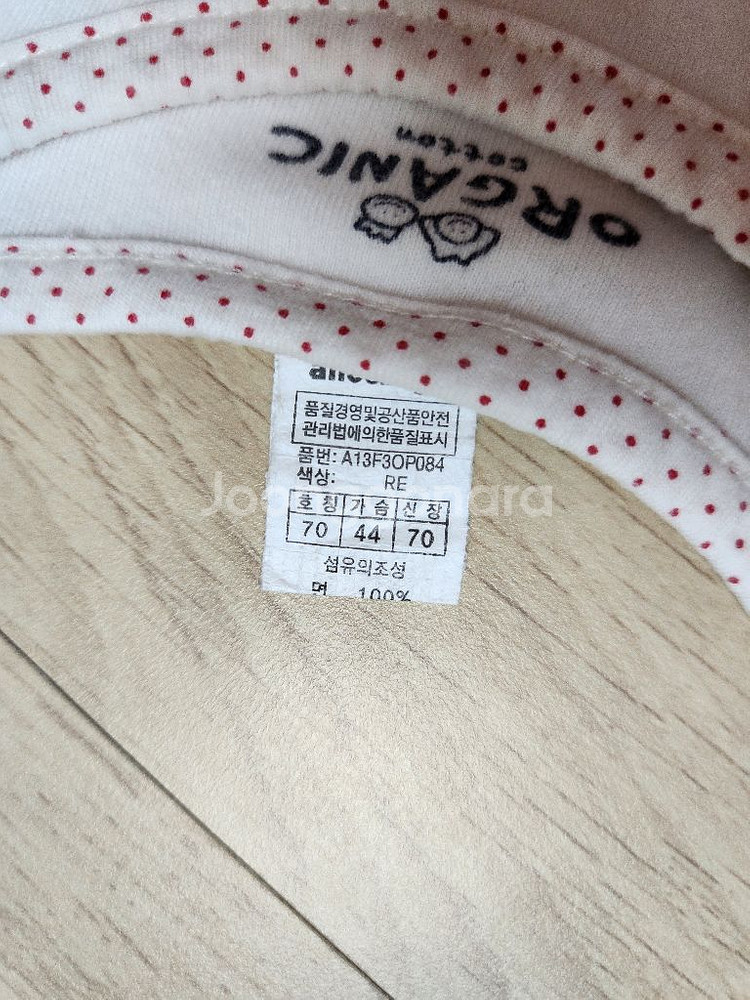 ORGANIC
cotton
품질경영및공산품안전
관리법에의한품질표시
품번: A13F3OP084
색상: RE
호칭 가슴 신장
70 44 70
섬유의조성
면 100%